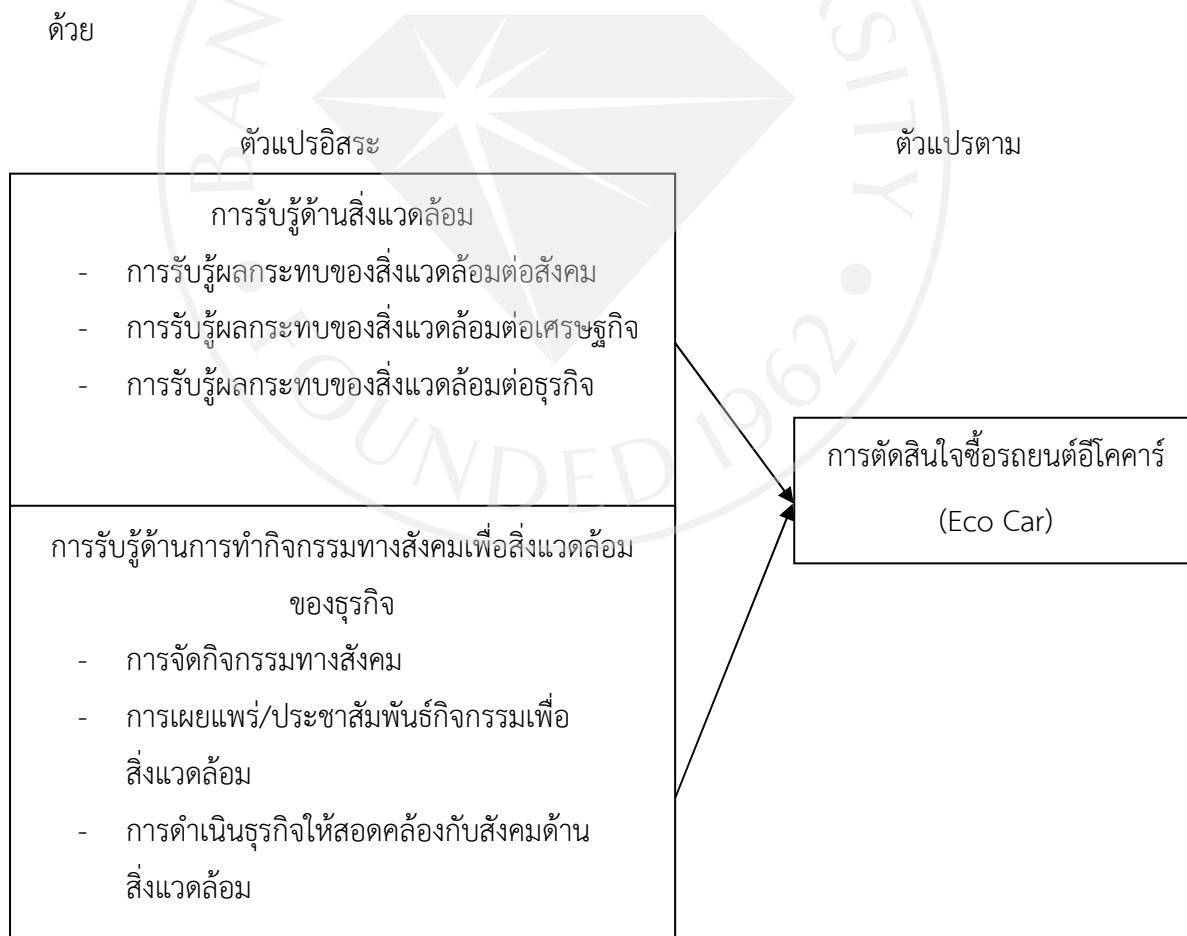 ด้วย
ตัวแปรอิสระ
ตัวแปรตาม
การรับรู้ด้านสิ่งแวดล้อม
- การรับรู้ผลกระทบของสิ่งแวดล้อมต่อสังคม
- การรับรู้ผลกระทบของสิ่งแวดล้อมต่อเศรษฐกิจ
- การรับรู้ผลกระทบของสิ่งแวดล้อมต่อธุรกิจ
การรับรู้ด้านการทำกิจกรรมทางสังคมเพื่อสิ่งแวดล้อม
ของธุรกิจ
- การจัดกิจกรรมทางสังคม
- การเผยแพร่/ประชาสัมพันธ์กิจกรรมเพื่อ
สิ่งแวดล้อม
- การดำเนินธุรกิจให้สอดคล้องกับสังคมด้าน
สิ่งแวดล้อม
การตัดสินใจซื้อรถยนต์อีโคคาร์
(Eco Car)
BAN
SITY
FOUNDED 1962